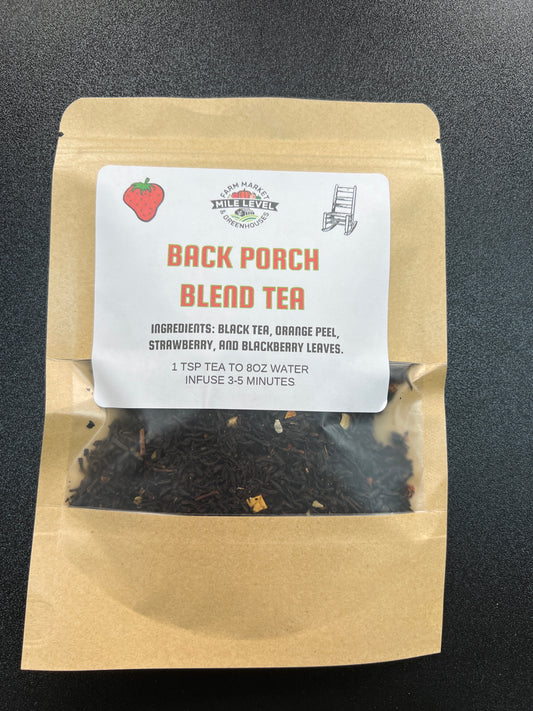 FARM MARKET
MILE LEVEL
& GREENHOUSES
BACK PORCH
BLEND TEA
INGREDIENTS: BLACK TEA, ORANGE PEEL,
STRAWBERRY, AND BLACKBERRY LEAVES.
1 TSP TEA TO 8OZ WATER
INFUSE 3-5 MINUTES